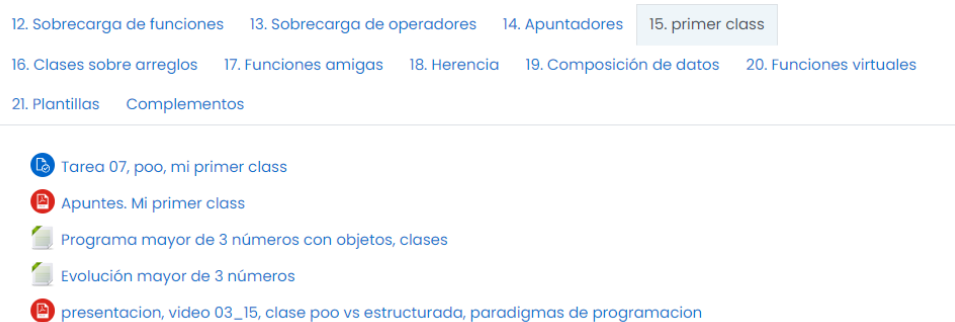 12. Sobrecarga de funciones 13. Sobrecarga de operadores 14. Apuntadores 15. primer class
16. Clases sobre arreglos 17. Funciones amigas 18. Herencia 19. Composición de datos 20. Funciones virtuales
21. Plantillas Complementos
Tarea 07, poo, mi primer class
Apuntes. Mi primer class
Programa mayor de 3 números con objetos, clases
Evolución mayor de 3 números
presentacion, video 03_15, clase poo vs estructurada, paradigmas de programacion